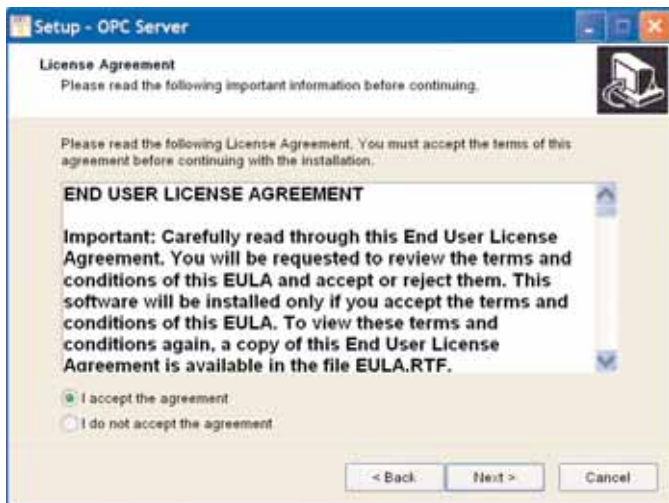 Setup - OPC Server
License Agreement
Please read the following important information before continuing.
Please read the following License Agreement. You must accept the terms of this
agreement before continuing with the installation.
END USER LICENSE AGREEMENT
Important: Carefully read through this End User License
Agreement. You will be requested to review the terms and
conditions of this EULA and accept or reject them. This
software will be installed only if you accept the terms and
conditions of this EULA. To view these terms and
conditions again, a copy of this End User License
Agreement is available in the file EULA.RTF.
I accept the agreement
I do not accept the agreement
< Back Next > Cancel